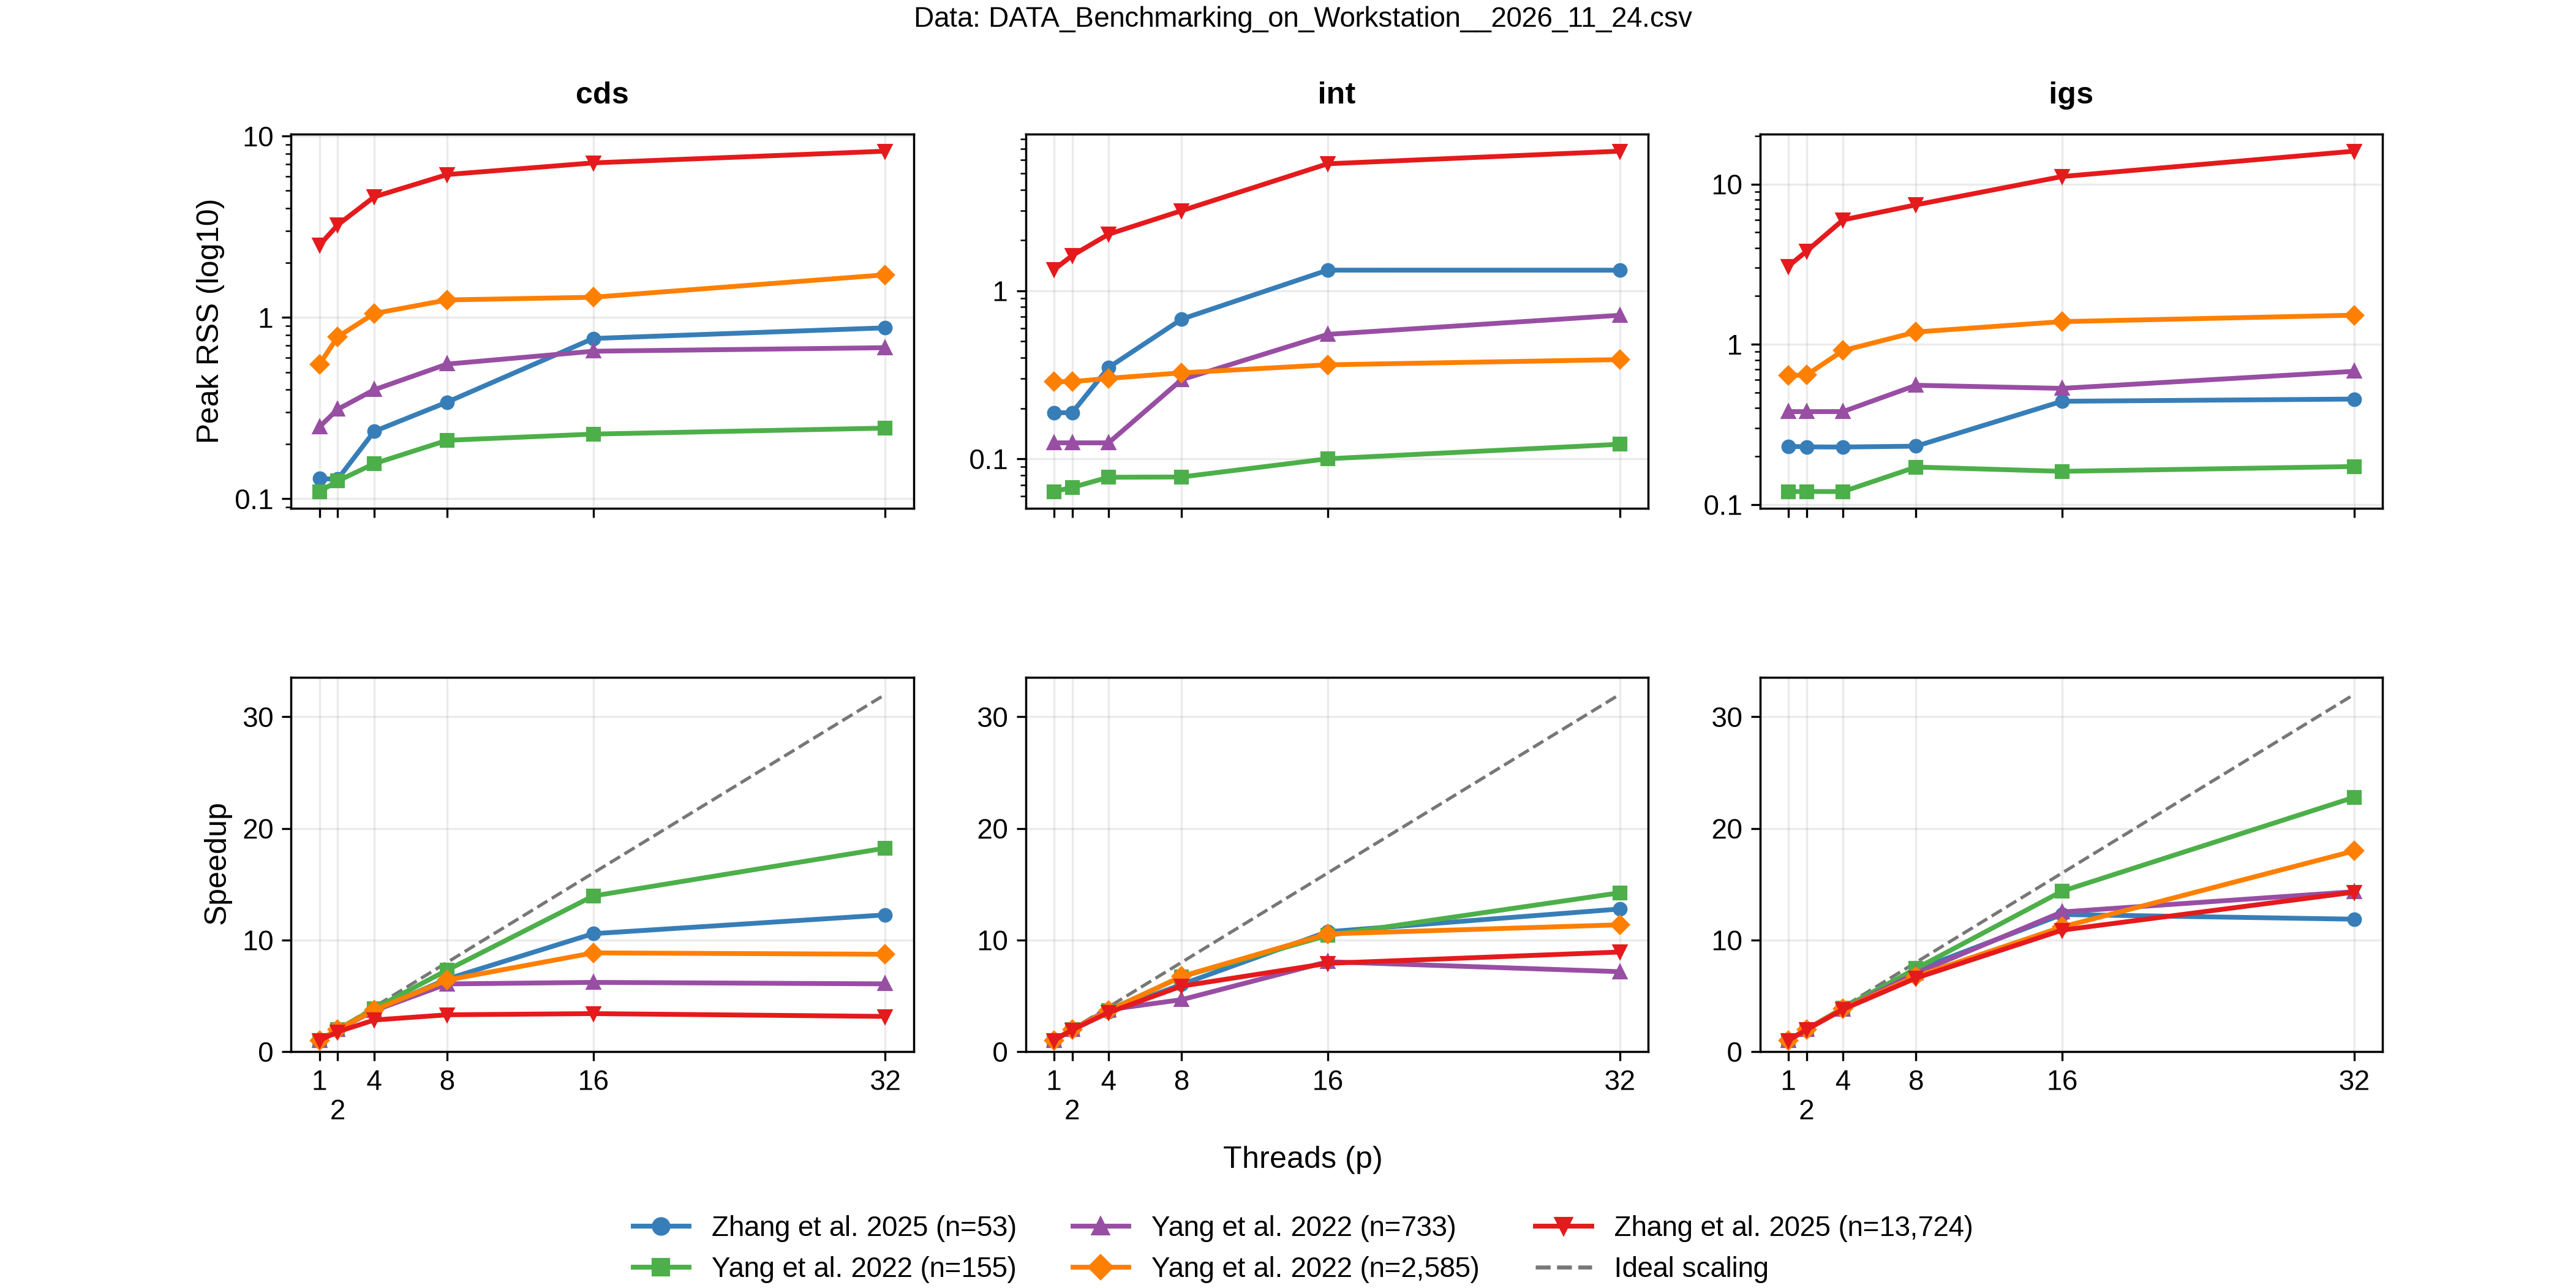 Data: DATA_Benchmarking_on_Workstation__2026_11_24.csv
cds
int
igs
Peak RSS (log10)
10
1
0.1
1
0.1
10
1
0.1
Speedup
30
20
10
0
1
2
4
8
16
32
30
20
10
0
1
2
4
8
16
32
30
20
10
0
1
2
4
8
16
32
Threads (p)
Zhang et al. 2025 (n=53)
Yang et al. 2022 (n=155)
Yang et al. 2022 (n=733)
Yang et al. 2022 (n=2,585)
Zhang et al. 2025 (n=13,724)
Ideal scaling